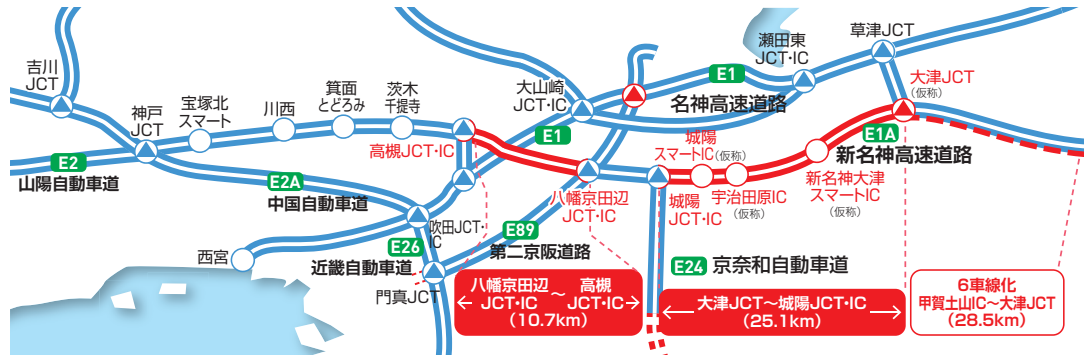 吉川
JCT
神戸
JCT
宝塚北
スマート
川西
箕面
とどろみ
茨木
千提寺
高槻JCT・IC
大山崎
JCT・IC
E1
名神高速道路
瀬田東
JCT・IC
草津JCT
大津JCT
(仮称)
E1A
新名神高速道路
E1
E2
山陽自動車道
E2A
中国自動車道
西宮
吹田JCT・
IC
E26
近畿自動車道
門真JCT
E89
第二京阪道路
八幡京田辺
JCT・IC
城陽
JCT・IC
城陽
スマートIC(仮称)
宇治田原IC
(仮称)
新名神大津
スマートIC
(仮称)
E24 京奈和自動車道
八幡京田辺 ～ 高槻
JCT・IC JCT・IC
(10.7km)
大津JCT～城陽JCT・IC
(25.1km)
6車線化
甲賀土山IC～大津JCT
(28.5km)